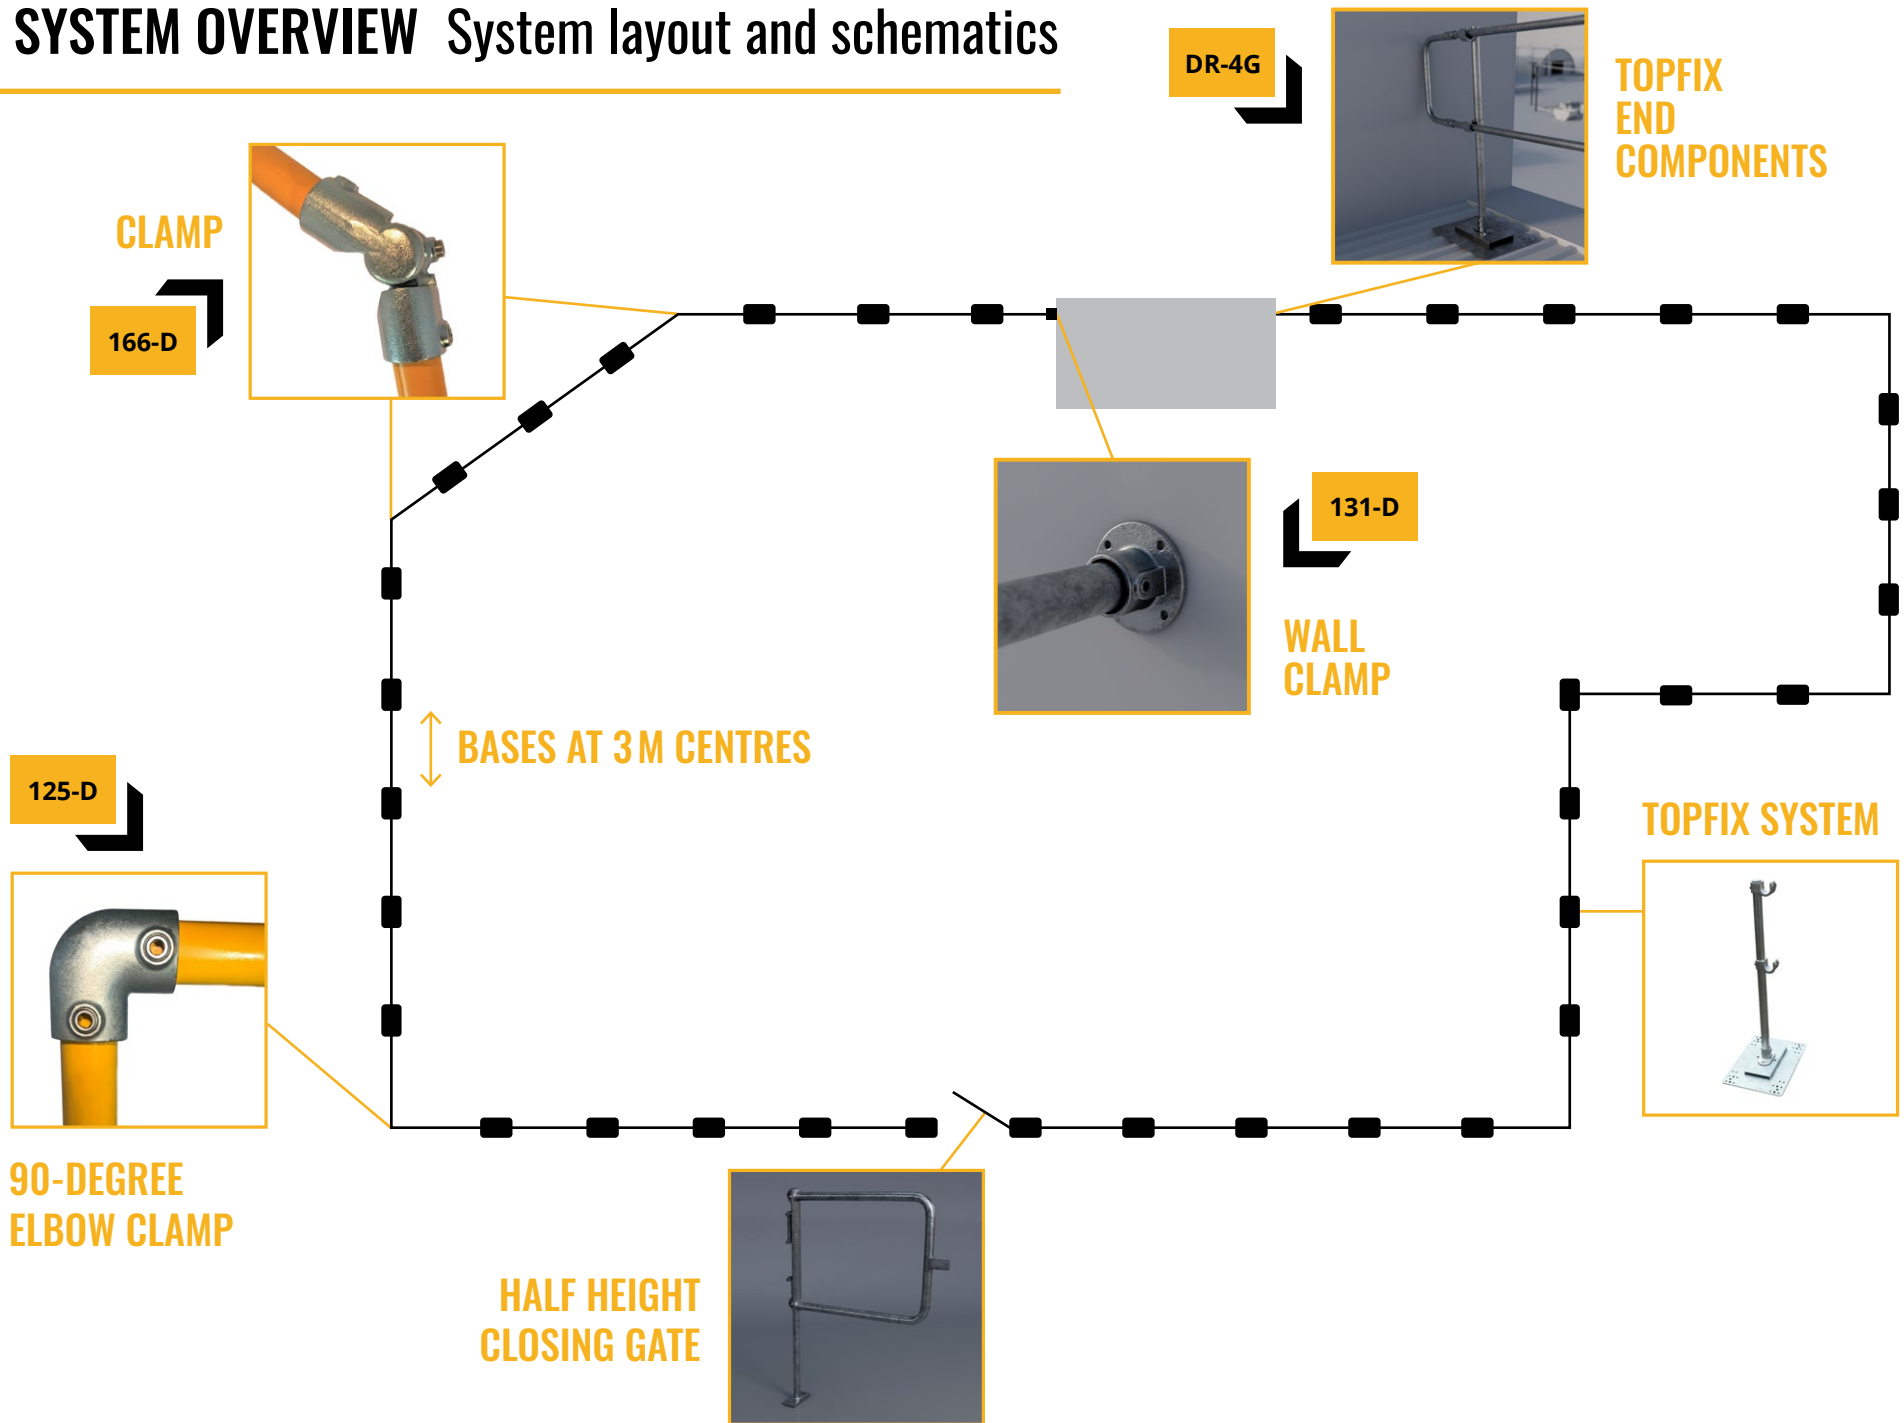 SYSTEM OVERVIEW System layout and schematics
DR-4G
TOPFIX
END
COMPONENTS
CLAMP
166-D
131-D
WALL
CLAMP
BASES AT 3 M CENTRES
125-D
TOPFIX SYSTEM
90-DEGREE
ELBOW CLAMP
HALF HEIGHT
CLOSING GATE